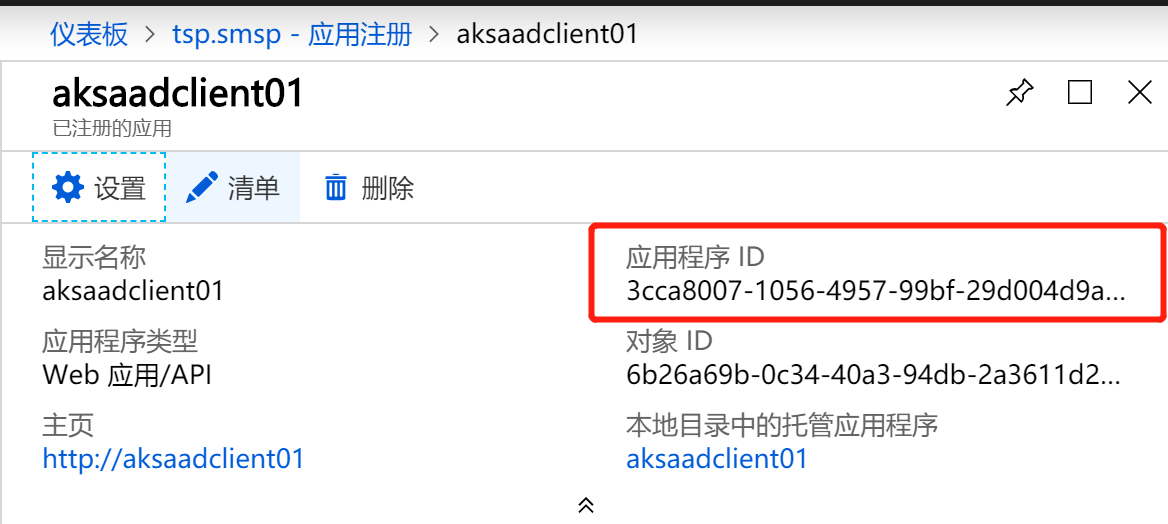 仪表板 > tsp.smsp - 应用注册 > aksaadclient01
aksaadclient01
已注册的应用
设置 清单 删除
显示名称
aksaadclient01
应用程序 ID
3cca8007-1056-4957-99bf-29d004d9a...
应用程序类型
Web 应用/API
对象 ID
6b26a69b-0c34-40a3-94db-2a3611d2...
主页
http://aksaadclient01
本地目录中的托管应用程序
aksaadclient01